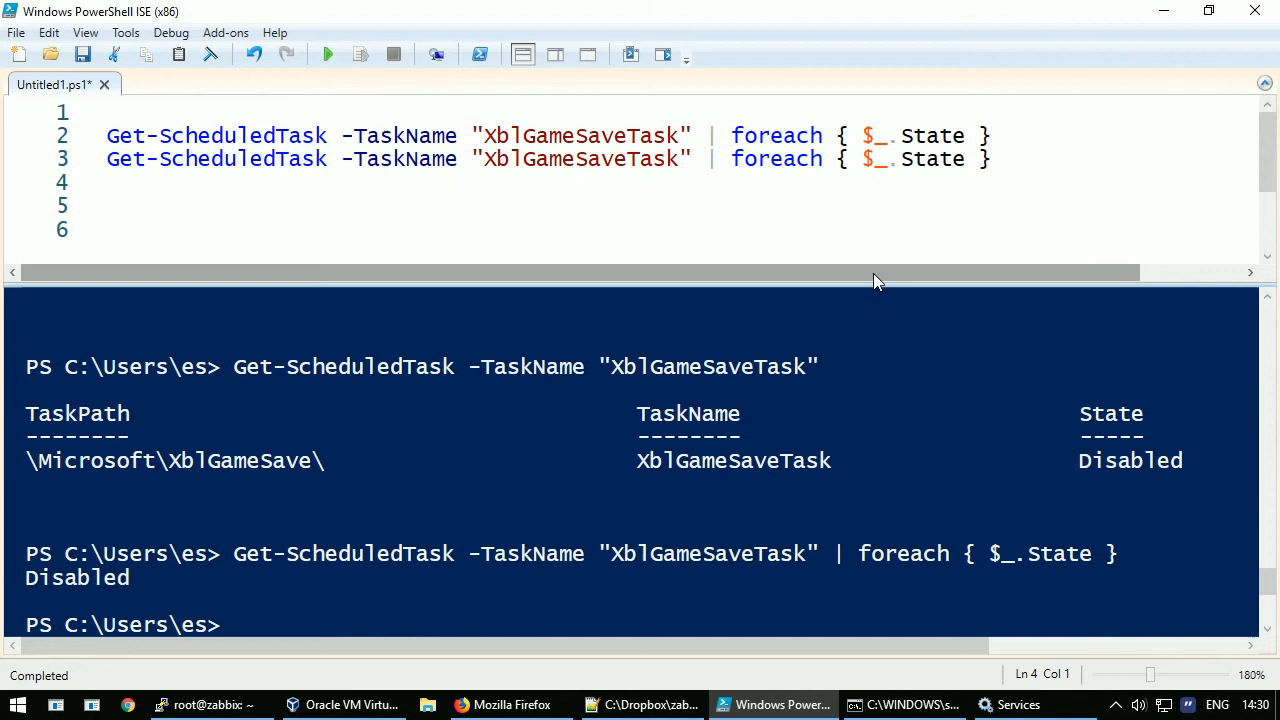 Windows PowerShell ISE (x86)
File Edit View Tools Debug Add-ons Help
Untitled1.ps1*
1
2 Get-ScheduledTask -TaskName "XblGameSaveTask" | foreach { $_.State }
3 Get-ScheduledTask -TaskName "XblGameSaveTask" | foreach { $_.State }
4
5
6
PS C:\Users\es> Get-ScheduledTask -TaskName "XblGameSaveTask"
TaskPath TaskName State
-------- -------- -----
\Microsoft\XblGameSave\ XblGameSaveTask Disabled
PS C:\Users\es> Get-ScheduledTask -TaskName "XblGameSaveTask" | foreach { $_.State }
Disabled
PS C:\Users\es>
Completed Ln 4 Col 1 180%
root@zabbix: ~ Oracle VM Virtu... Mozilla Firefox C:\Dropbox\zab... Windows Power... C:\WINDOWS\s... Services ENG 14:30